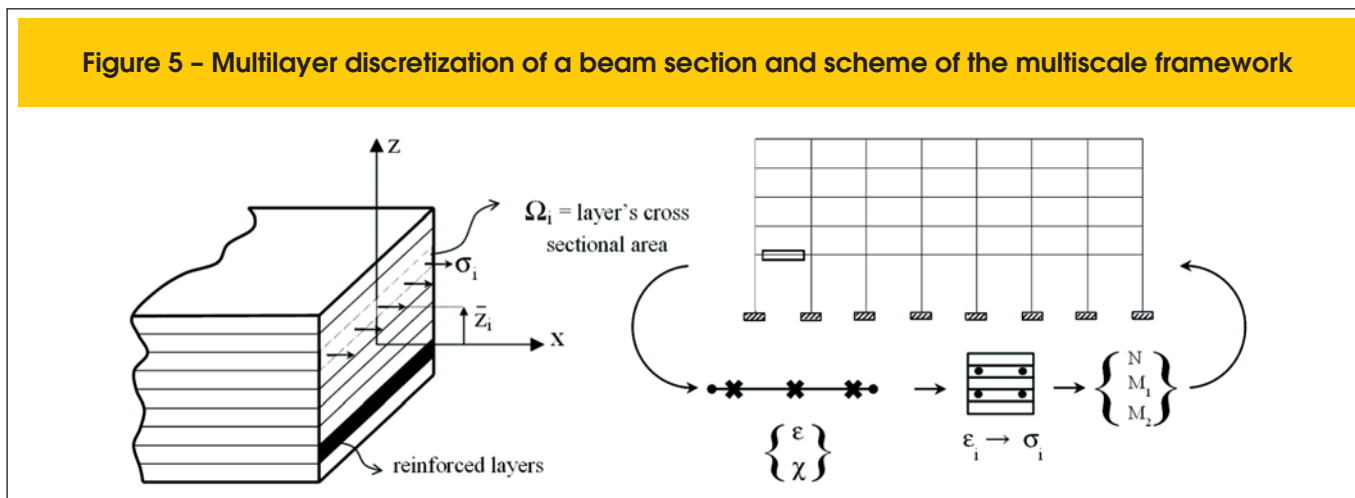 Figure 5 – Multilayer discretization of a beam section and scheme of the multiscale framework
z
Ωi = layer's cross
sectional area
σi
z̄i
x
reinforced layers
{ ε
χ }
εi → σi
{ N
M1
M2 }